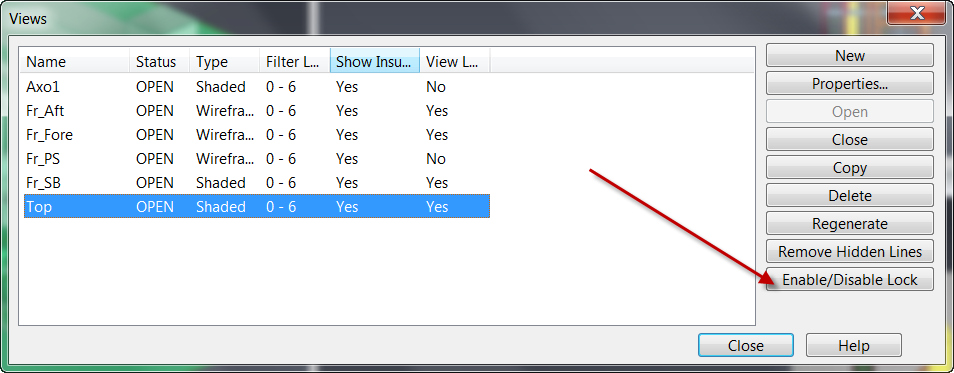 Views
Name Status Type Filter L... Show Insu... View L...
Axo1 OPEN Shaded 0 - 6 Yes No
Fr_Aft OPEN Wirefra... 0 - 6 Yes Yes
Fr_Fore OPEN Wirefra... 0 - 6 Yes Yes
Fr_PS OPEN Wirefra... 0 - 6 Yes No
Fr_SB OPEN Shaded 0 - 6 Yes Yes
Top OPEN Shaded 0 - 6 Yes Yes
New
Properties...
Open
Close
Copy
Delete
Regenerate
Remove Hidden Lines
Enable/Disable Lock
Close Help